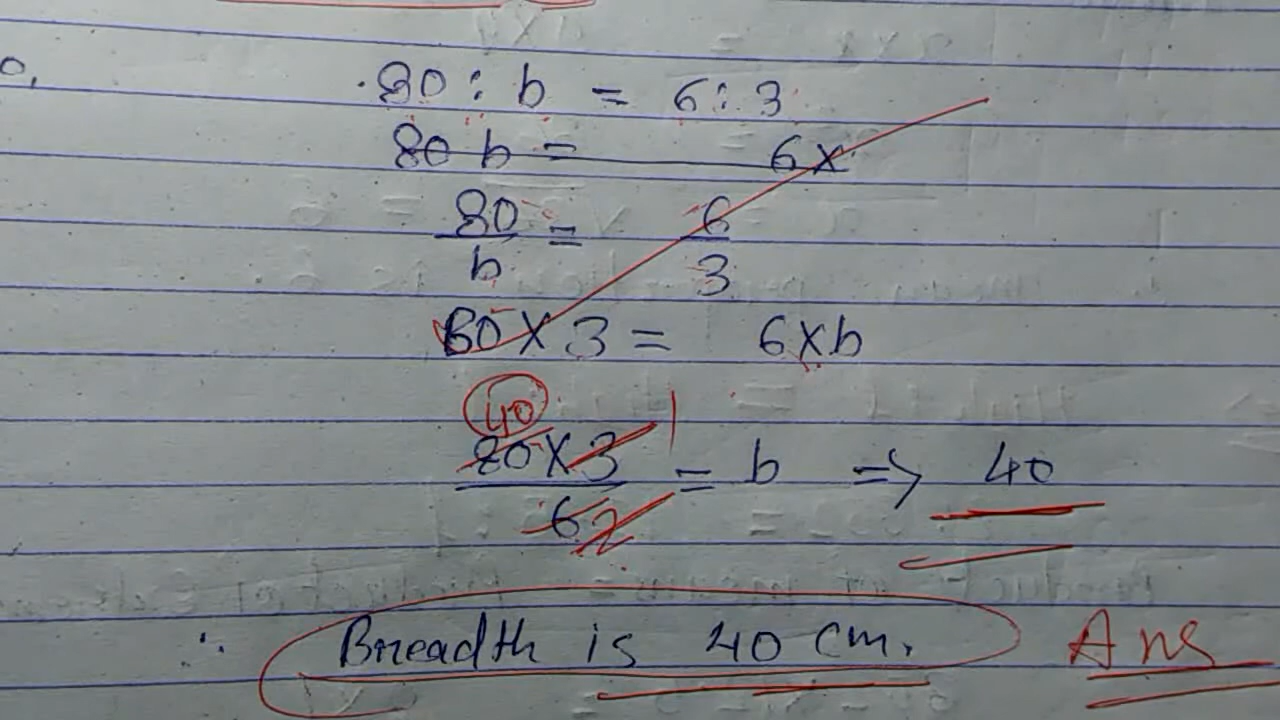 80 : b = 6 : 3
80 b = 6x
80/b = 6/3
80 X 3 = 6 X b
40 1
80 X 3 / 6 2 = b => 40
∴ Breadth is 40 cm. Ans